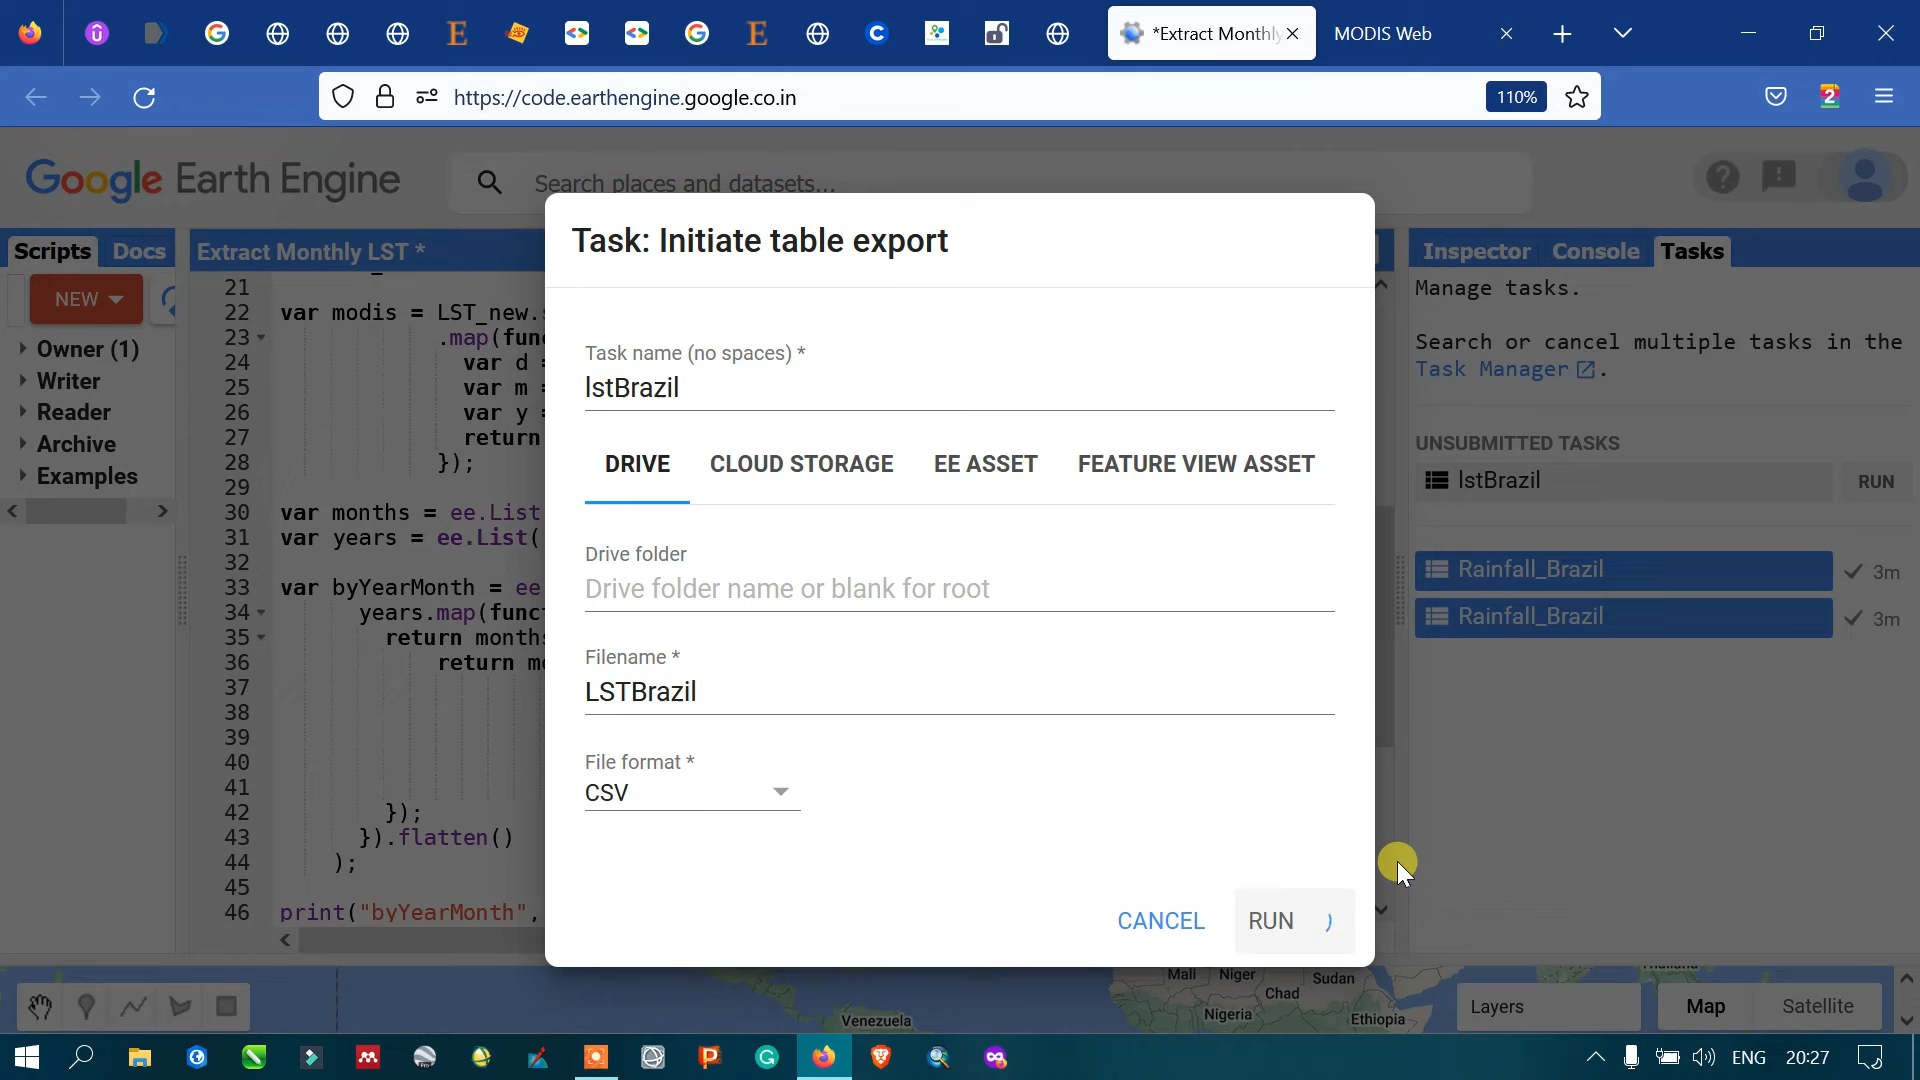 *Extract Monthly
MODIS Web
https://code.earthengine.google.co.in
110%
2
Google Earth Engine
Search places and datasets...
Scripts
Docs
Extract Monthly LST *
Inspector
Console
Tasks
NEW
Owner (1)
Writer
Reader
Archive
Examples
21
22 var modis = LST_new.
23 .map(func
24 var d =
25 var m =
26 var y =
27 return
28 });
29
30 var months = ee.List
31 var years = ee.List(
32
33 var byYearMonth = ee
34 years.map(funct
35 return months
36 return m
37
38
39
40
41
42 });
43 }).flatten()
44 );
45
46 print("byYearMonth",
Task: Initiate table export
Task name (no spaces) *
lstBrazil
DRIVE
CLOUD STORAGE
EE ASSET
FEATURE VIEW ASSET
Drive folder
Drive folder name or blank for root
Filename *
LSTBrazil
File format *
CSV
CANCEL
RUN
Manage tasks.
Search or cancel multiple tasks in the
Task Manager .
UNSUBMITTED TASKS
lstBrazil
RUN
Rainfall_Brazil
3m
Rainfall_Brazil
3m
Mali
Niger
Sudan
Chad
Nigeria
Ethiopia
Venezuela
Layers
Map
Satellite
ENG
20:27